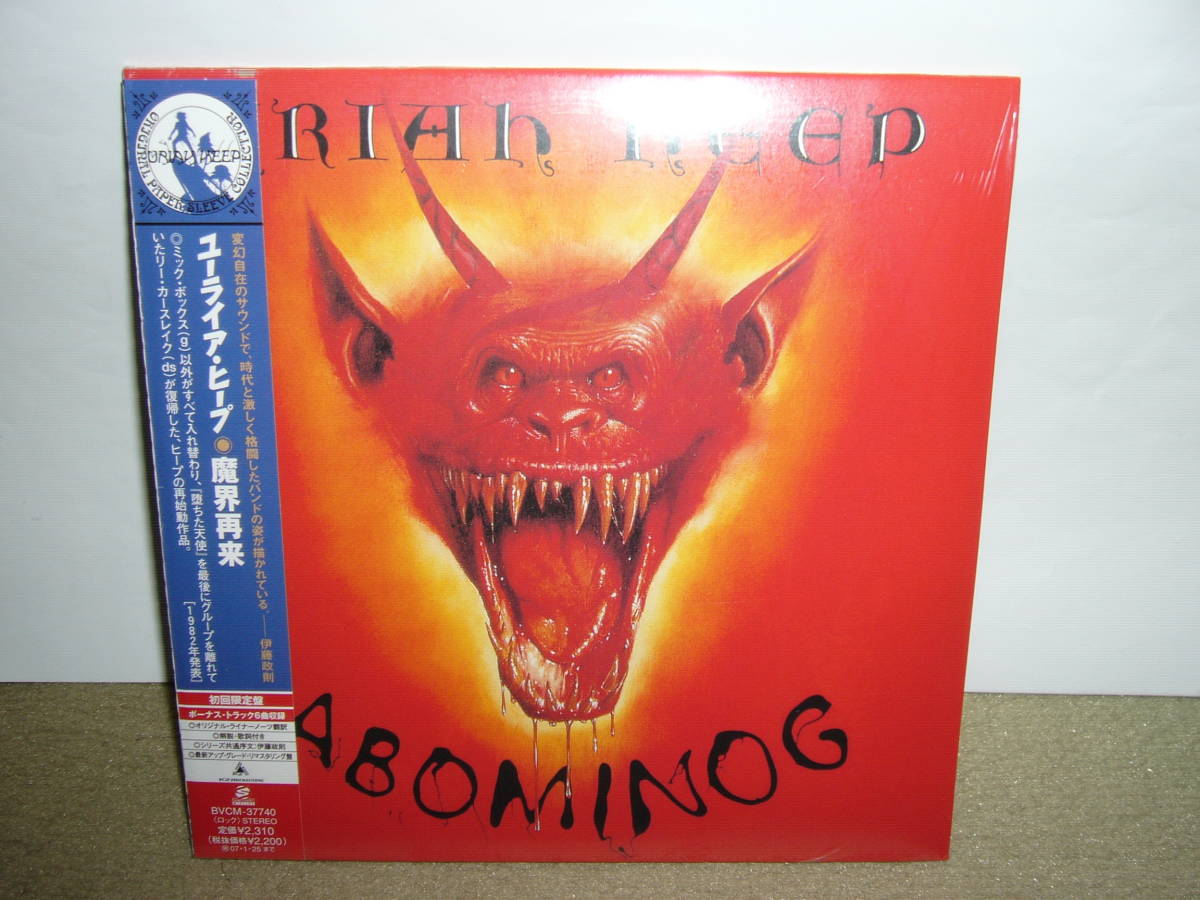 RIAH HEEP
ORIGINAL PAPER SLEEVE COLLECTION
URIAH HEEP
変幻自在のサウンドで、時代と激しく格闘したバンドの姿が描かれている。——伊藤政則
ユーライア・ヒープ◉魔界再来
◎ミック・ボックス(g)以外がすべて入れ替わり、『堕ちた天使』を最後にグループを離れて
いたリー・カースレイク(ds)が復帰した、ヒープの再始動作品。
[1982年発表]
初回限定盤
ボーナス・トラック6曲収録
◎オリジナル・ライナーノーツ翻訳
◎解説・歌詞付き
◎シリーズ共通序文:伊藤政則
◎最新アップ・グレード・リマスタリング盤
BVCM-37740
(ロック) STEREO
定価¥2,310
(税抜価格¥2,200)
07・1・25まで
ABOMINOG